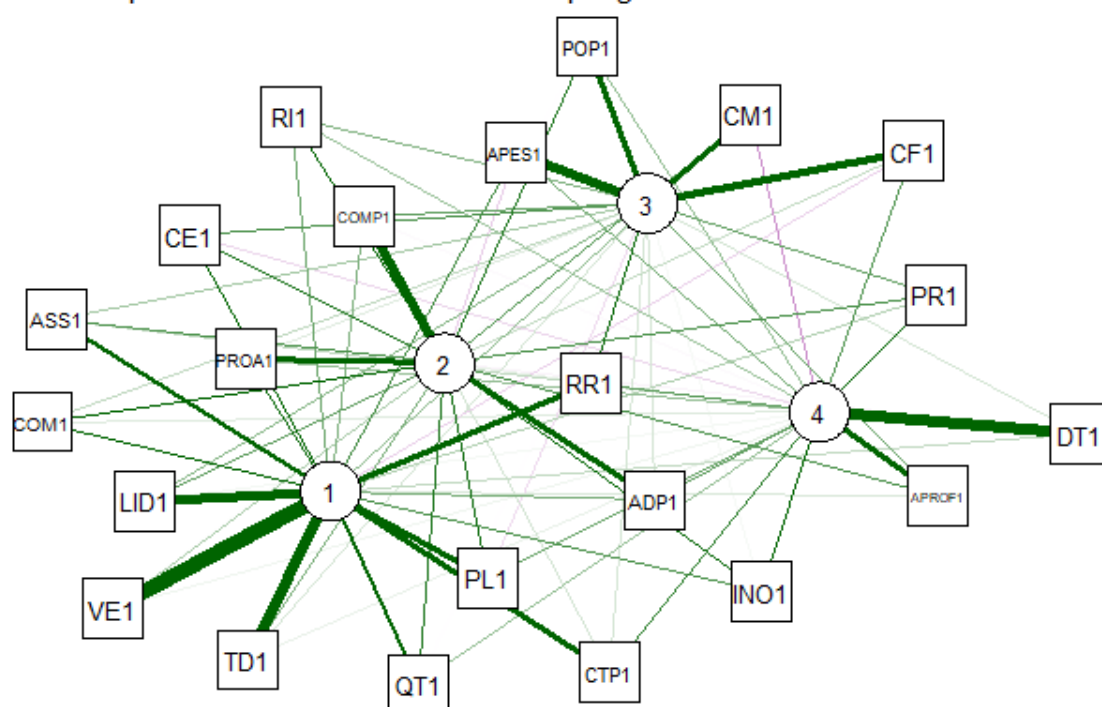 POP1
CM1
RI1
APES1
CF1
COMP1
3
CE1
PR1
ASS1
PROA1
2
RR1
4
COM1
DT1
LID1
1
ADP1
APROF1
PL1
INO1
VE1
TD1
QT1
CTP1